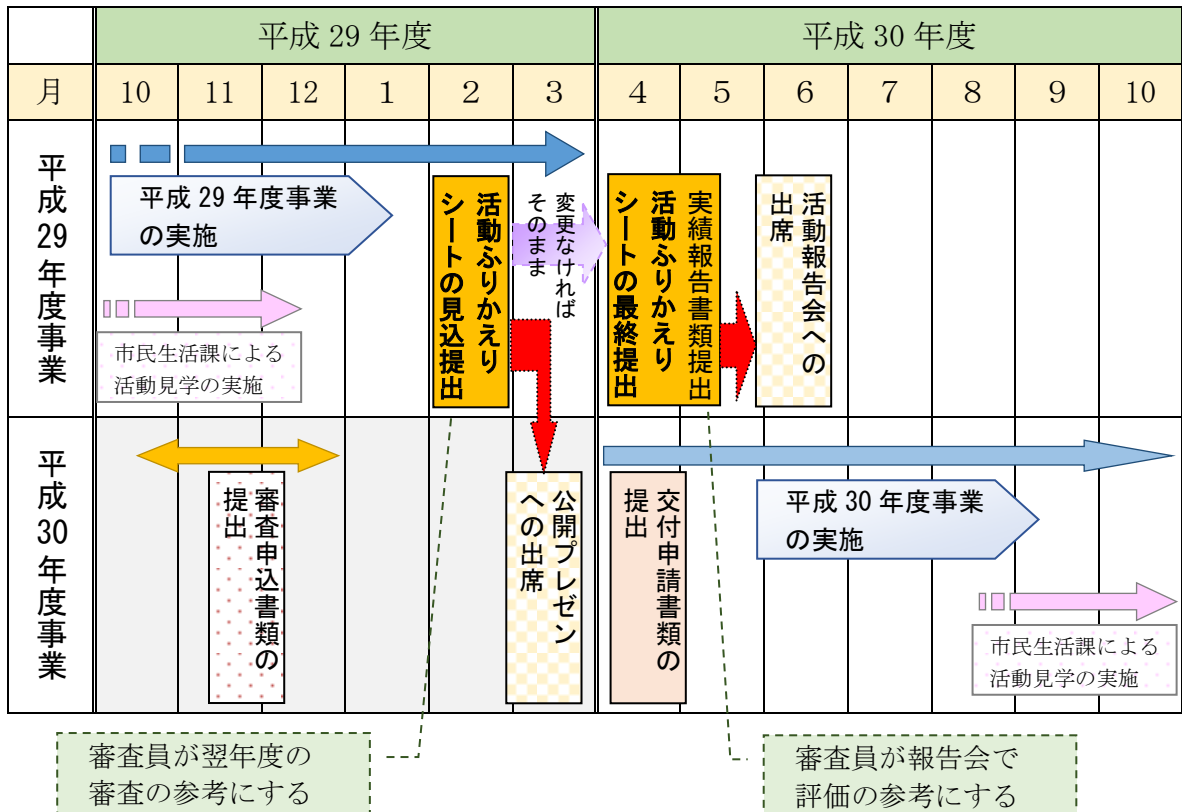 平成 29 年度
平成 30 年度
月
10
11
12
1
2
3
4
5
6
7
8
9
10
平成29年度事業
平成 29 年度事業
の実施
市民生活課による
活動見学の実施
活動ふりかえり
シートの見込提出
変更なければ
そのまま
実績報告書類提出
活動ふりかえり
シートの最終提出
活動報告会への
出席
平成30年度事業
審査申込書類の
提出
公開プレゼン
への出席
交付申請書類の
提出
平成 30 年度事業
の実施
市民生活課による
活動見学の実施
審査員が翌年度の
審査の参考にする
審査員が報告会で
評価の参考にする